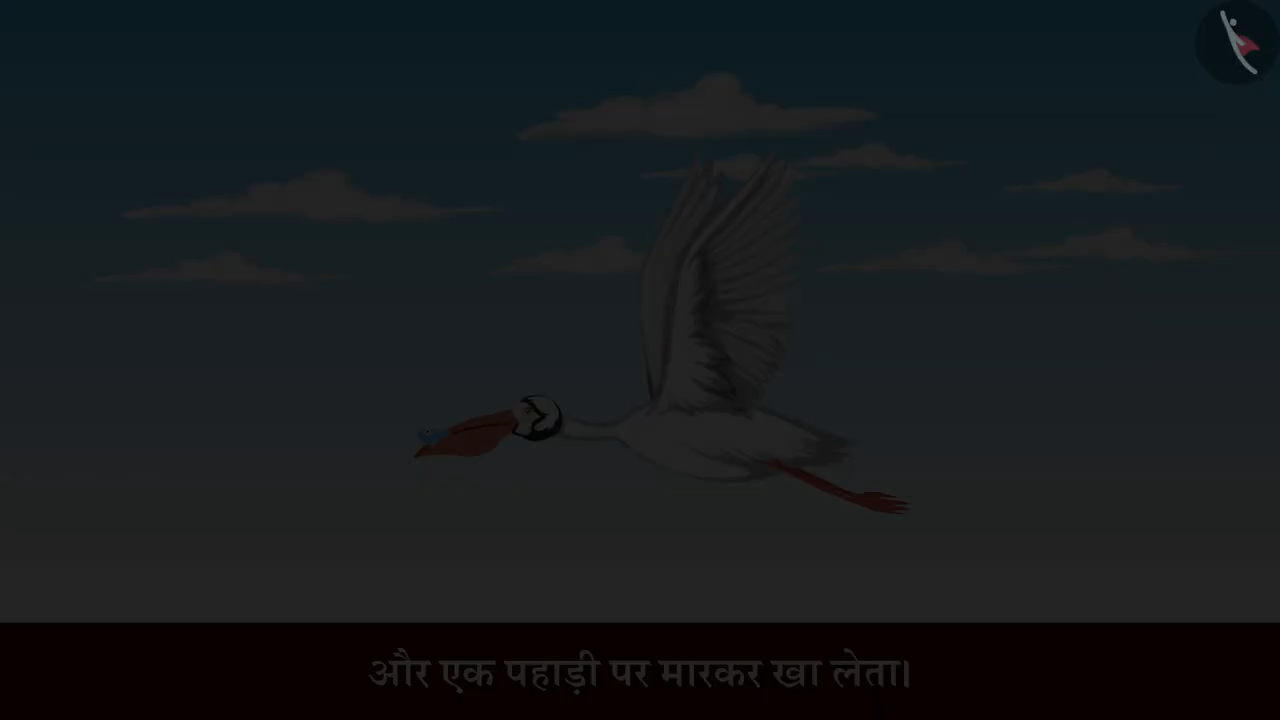 और एक पहाड़ी पर मारकर खा लेता।